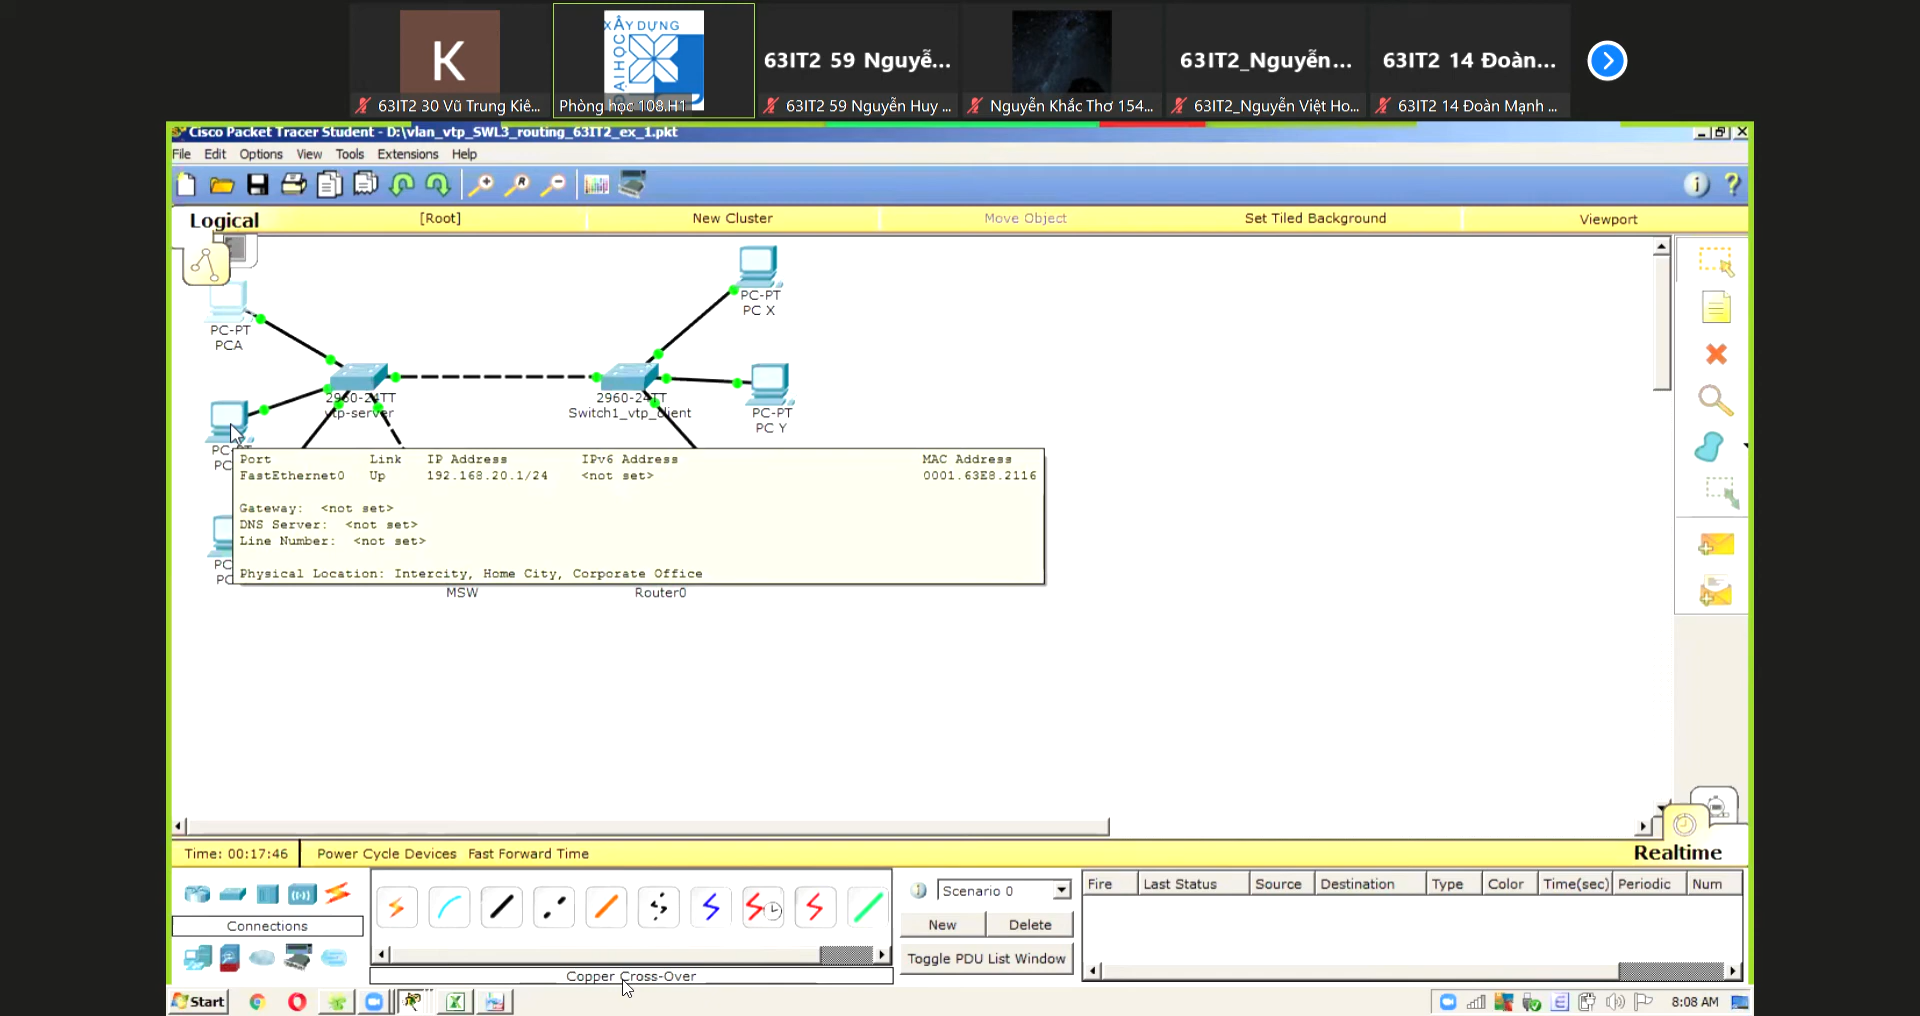 K
XÂY DỰNG
ĐẠI HỌC
63IT2 59 Nguyễ...
63IT2_Nguyễn...
63IT2 14 Đoàn...
63IT2 30 Vũ Trung Kiê...
Phòng học 108.H1
63IT2 59 Nguyễn Huy ...
Nguyễn Khắc Thơ 154...
63IT2_Nguyễn Việt Ho...
63IT2 14 Đoàn Mạnh ...
Cisco Packet Tracer Student - D:\vlan_vtp_SWL3_routing_63IT2_ex_1.pkt
File Edit Options View Tools Extensions Help
Logical [Root] New Cluster Move Object Set Tiled Background Viewport
PC-PT
PC X
PC-PT
PCA
2960-24TT
vtp-server
2960-24TT
Switch1_vtp_client
PC-PT
PC Y
PC
Port Link IP Address IPv6 Address MAC Address
FastEthernet0 Up 192.168.20.1/24 <not set> 0001.63E8.2116
Gateway: <not set>
DNS Server: <not set>
Line Number: <not set>
Physical Location: Intercity, Home City, Corporate Office
PC
PC
MSW
Router0
Time: 00:17:46 Power Cycle Devices Fast Forward Time
Realtime
Connections
Copper Cross-Over
Scenario 0
New Delete
Toggle PDU List Window
Fire Last Status Source Destination Type Color Time(sec) Periodic Num
Start
8:08 AM